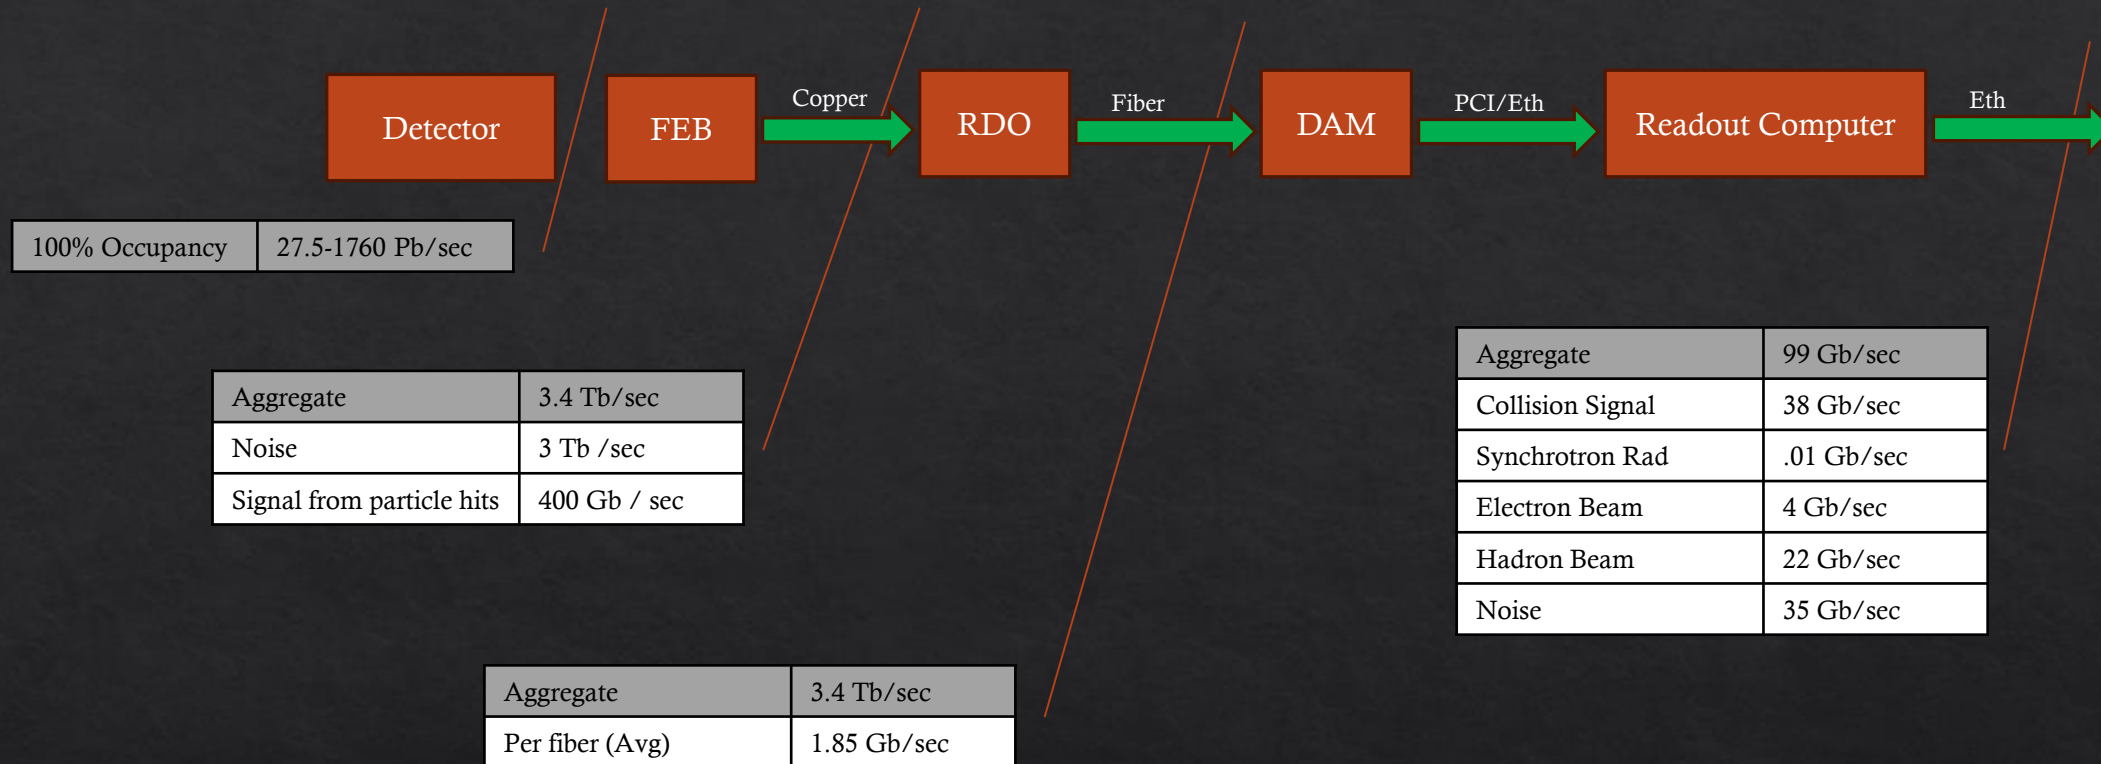 Detector
FEB
Copper
RDO
Fiber
DAM
PCI/Eth
Readout Computer
Eth
100% Occupancy 27.5-1760 Pb/sec
Aggregate 3.4 Tb/sec
Noise 3 Tb /sec
Signal from particle hits 400 Gb / sec
Aggregate 99 Gb/sec
Collision Signal 38 Gb/sec
Synchrotron Rad .01 Gb/sec
Electron Beam 4 Gb/sec
Hadron Beam 22 Gb/sec
Noise 35 Gb/sec
Aggregate 3.4 Tb/sec
Per fiber (Avg) 1.85 Gb/sec